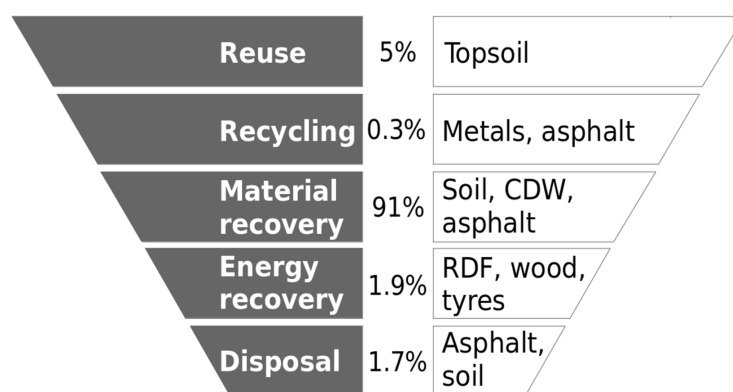 Reuse 5% Topsoil
Recycling 0.3% Metals, asphalt
Material
recovery
91%
Soil, CDW,
asphalt
Energy
recovery
1.9%
RDF, wood,
tyres
Disposal
1.7%
Asphalt,
soil